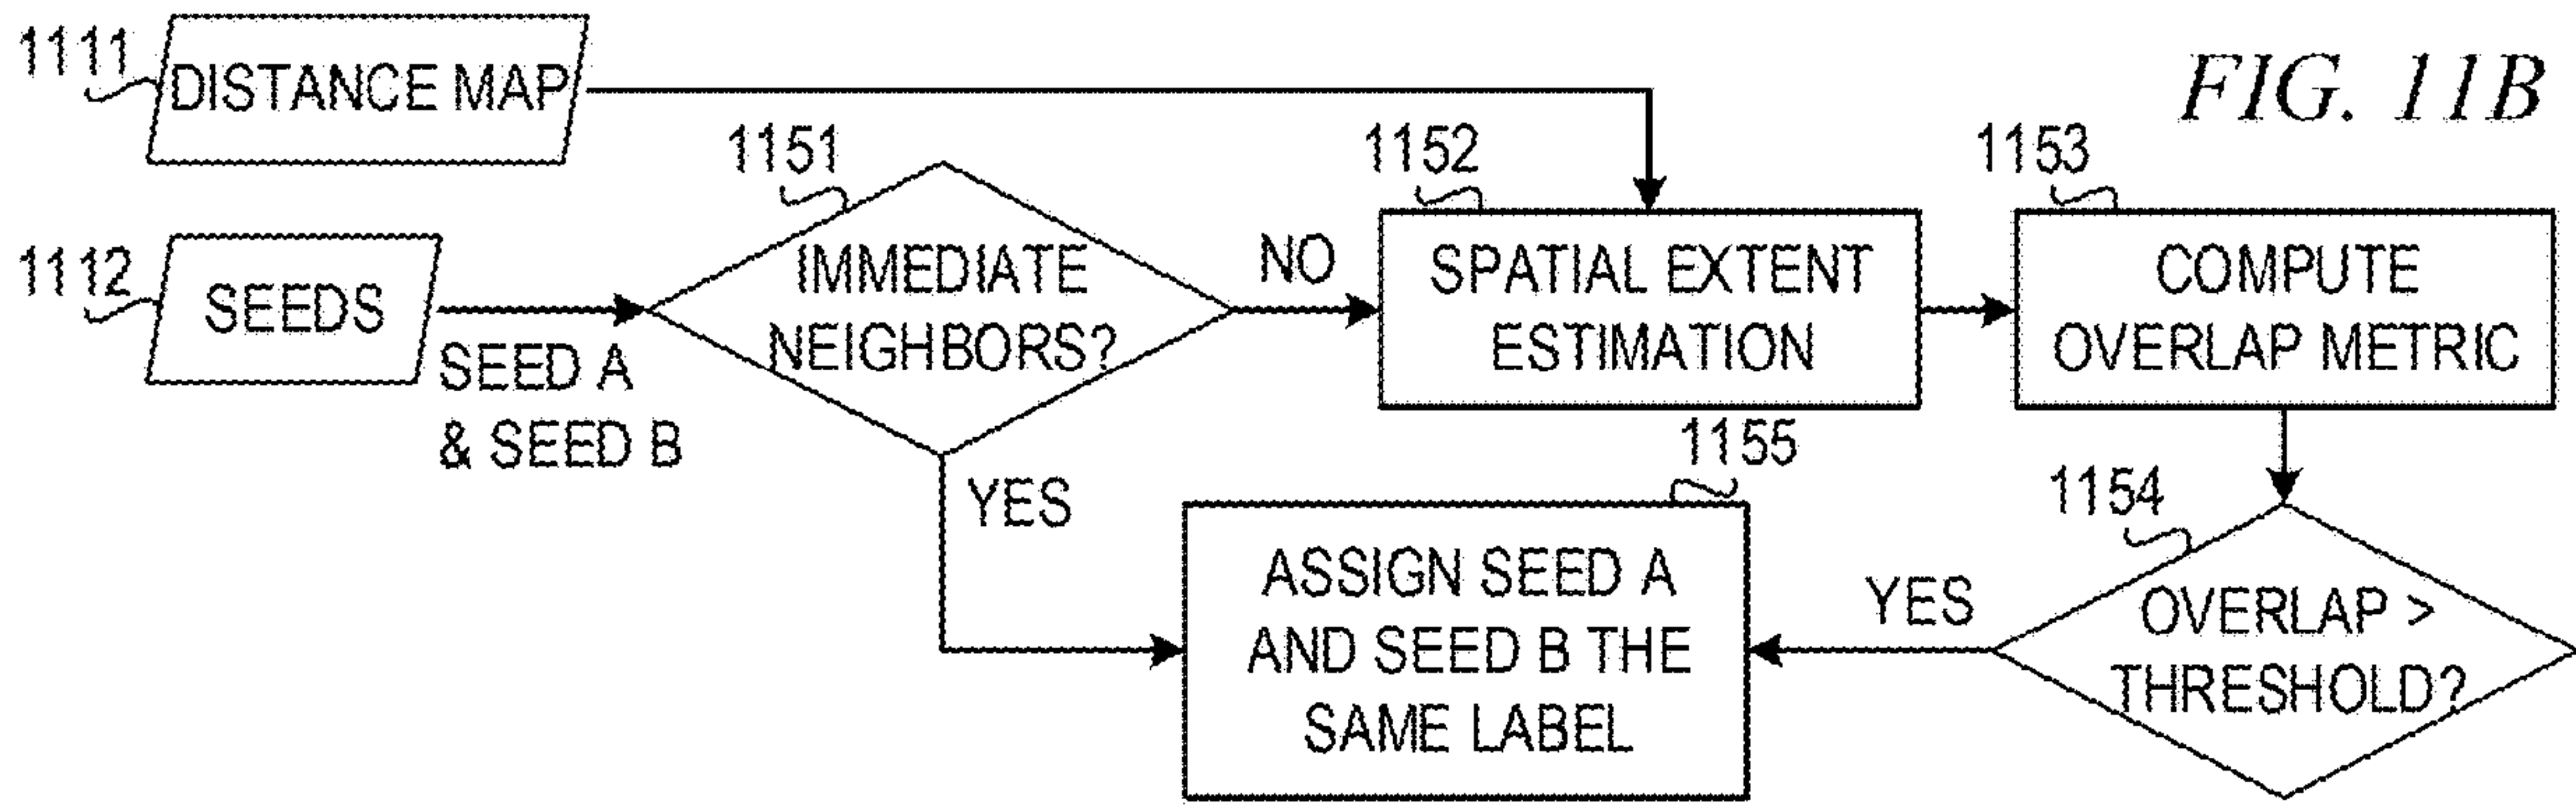 1111
DISTANCE MAP
FIG. 11B
1151
1152
1153
1112
SEEDS
SEED A
& SEED B
IMMEDIATE
NEIGHBORS?
NO
SPATIAL EXTENT
ESTIMATION
COMPUTE
OVERLAP METRIC
YES
1155
ASSIGN SEED A
AND SEED B THE
SAME LABEL
YES
1154
OVERLAP >
THRESHOLD?